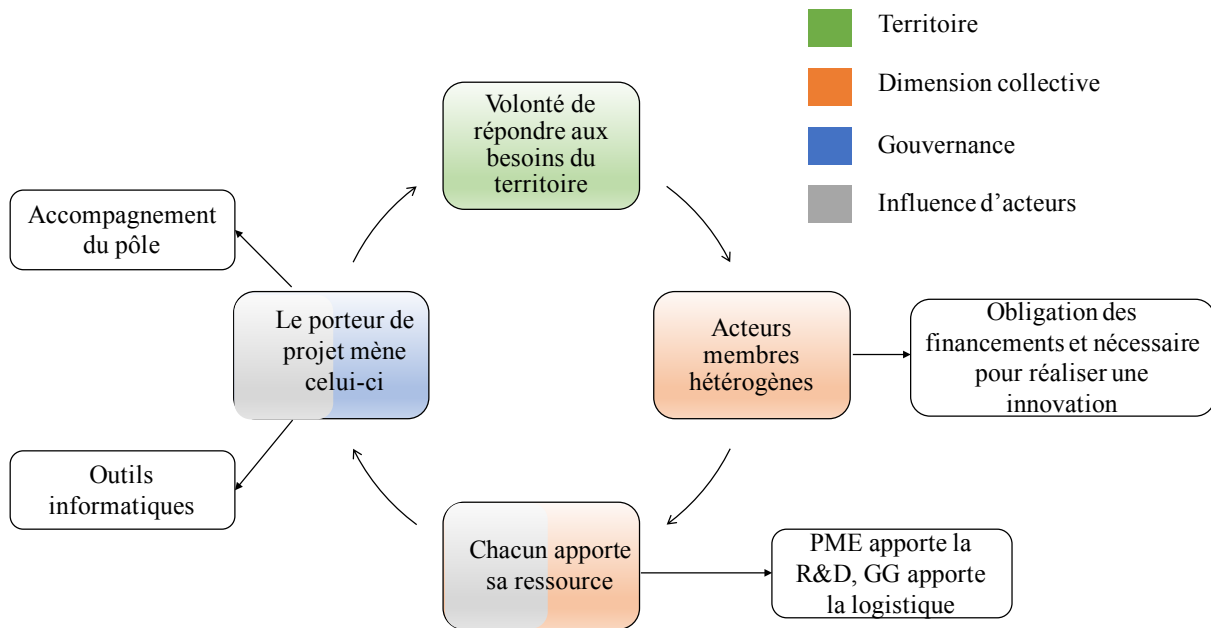 Territoire
Dimension collective
Gouvernance
Influence d'acteurs
Volonté de
répondre aux
besoins du
territoire
Accompagnement
du pôle
Le porteur de
projet mène
celui-ci
Acteurs
membres
hétérogènes
Obligation des
financements et nécessaire
pour réaliser une
innovation
Outils
informatiques
Chacun apporte
sa ressource
PME apporte la
R&D, GG apporte
la logistique